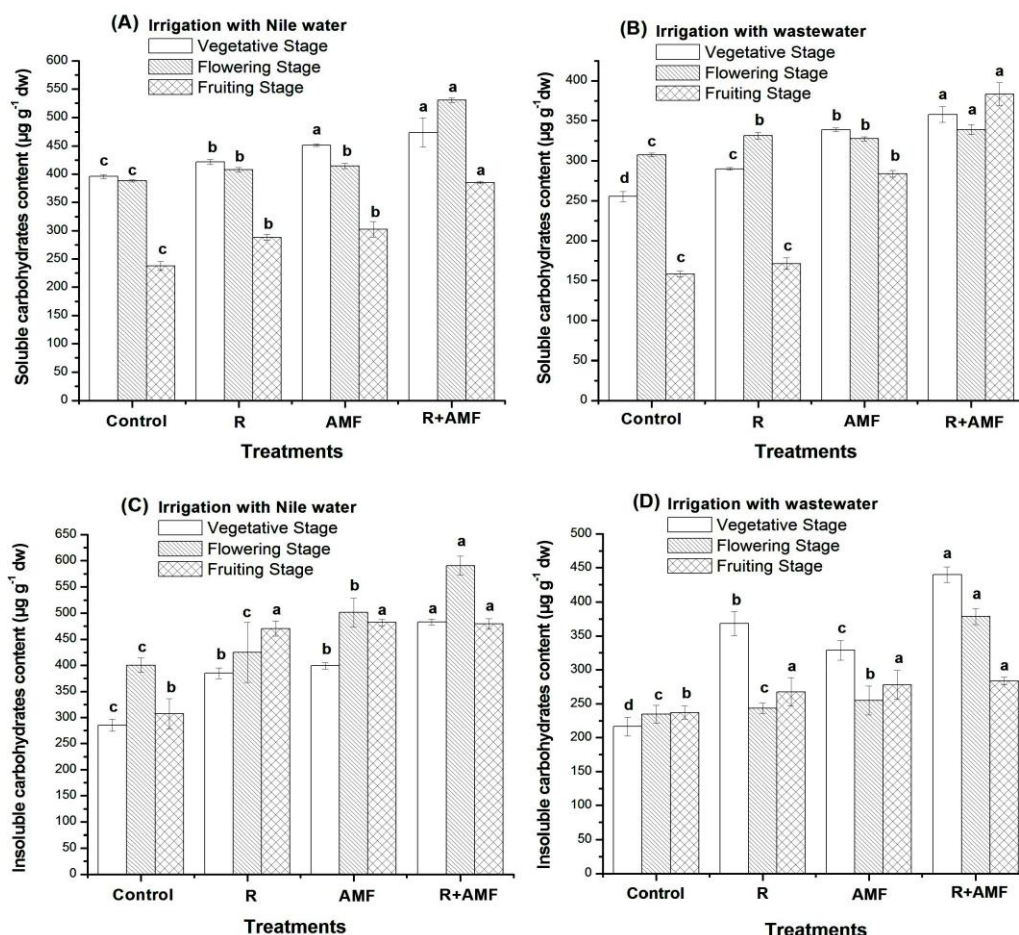 (A) Irrigation with Nile water
Vegetative Stage
Flowering Stage
Fruiting Stage
Soluble carbohydrates content (µg g⁻¹ dw)
600
550
500
450
400
350
300
250
200
150
100
50
0
c c c
b b b
a b b
a a a
Control R AMF R+AMF
Treatments
(B) Irrigation with wastewater
Vegetative Stage
Flowering Stage
Fruiting Stage
Soluble carbohydrates content (µg g⁻¹ dw)
400
350
300
250
200
150
100
50
0
d c c
c b c
b b b
a a a
Control R AMF R+AMF
Treatments
(C) Irrigation with Nile water
Vegetative Stage
Flowering Stage
Fruiting Stage
Insoluble carbohydrates content (µg g⁻¹ dw)
650
600
550
500
450
400
350
300
250
200
150
100
50
0
c a b
b c a
b b a
a a a
Control R AMF R+AMF
Treatments
(D) Irrigation with wastewater
Vegetative Stage
Flowering Stage
Fruiting Stage
Insoluble carbohydrates content (µg g⁻¹ dw)
500
450
400
350
300
250
200
150
100
50
0
d c b
b c a
c b a
a a a
Control R AMF R+AMF
Treatments